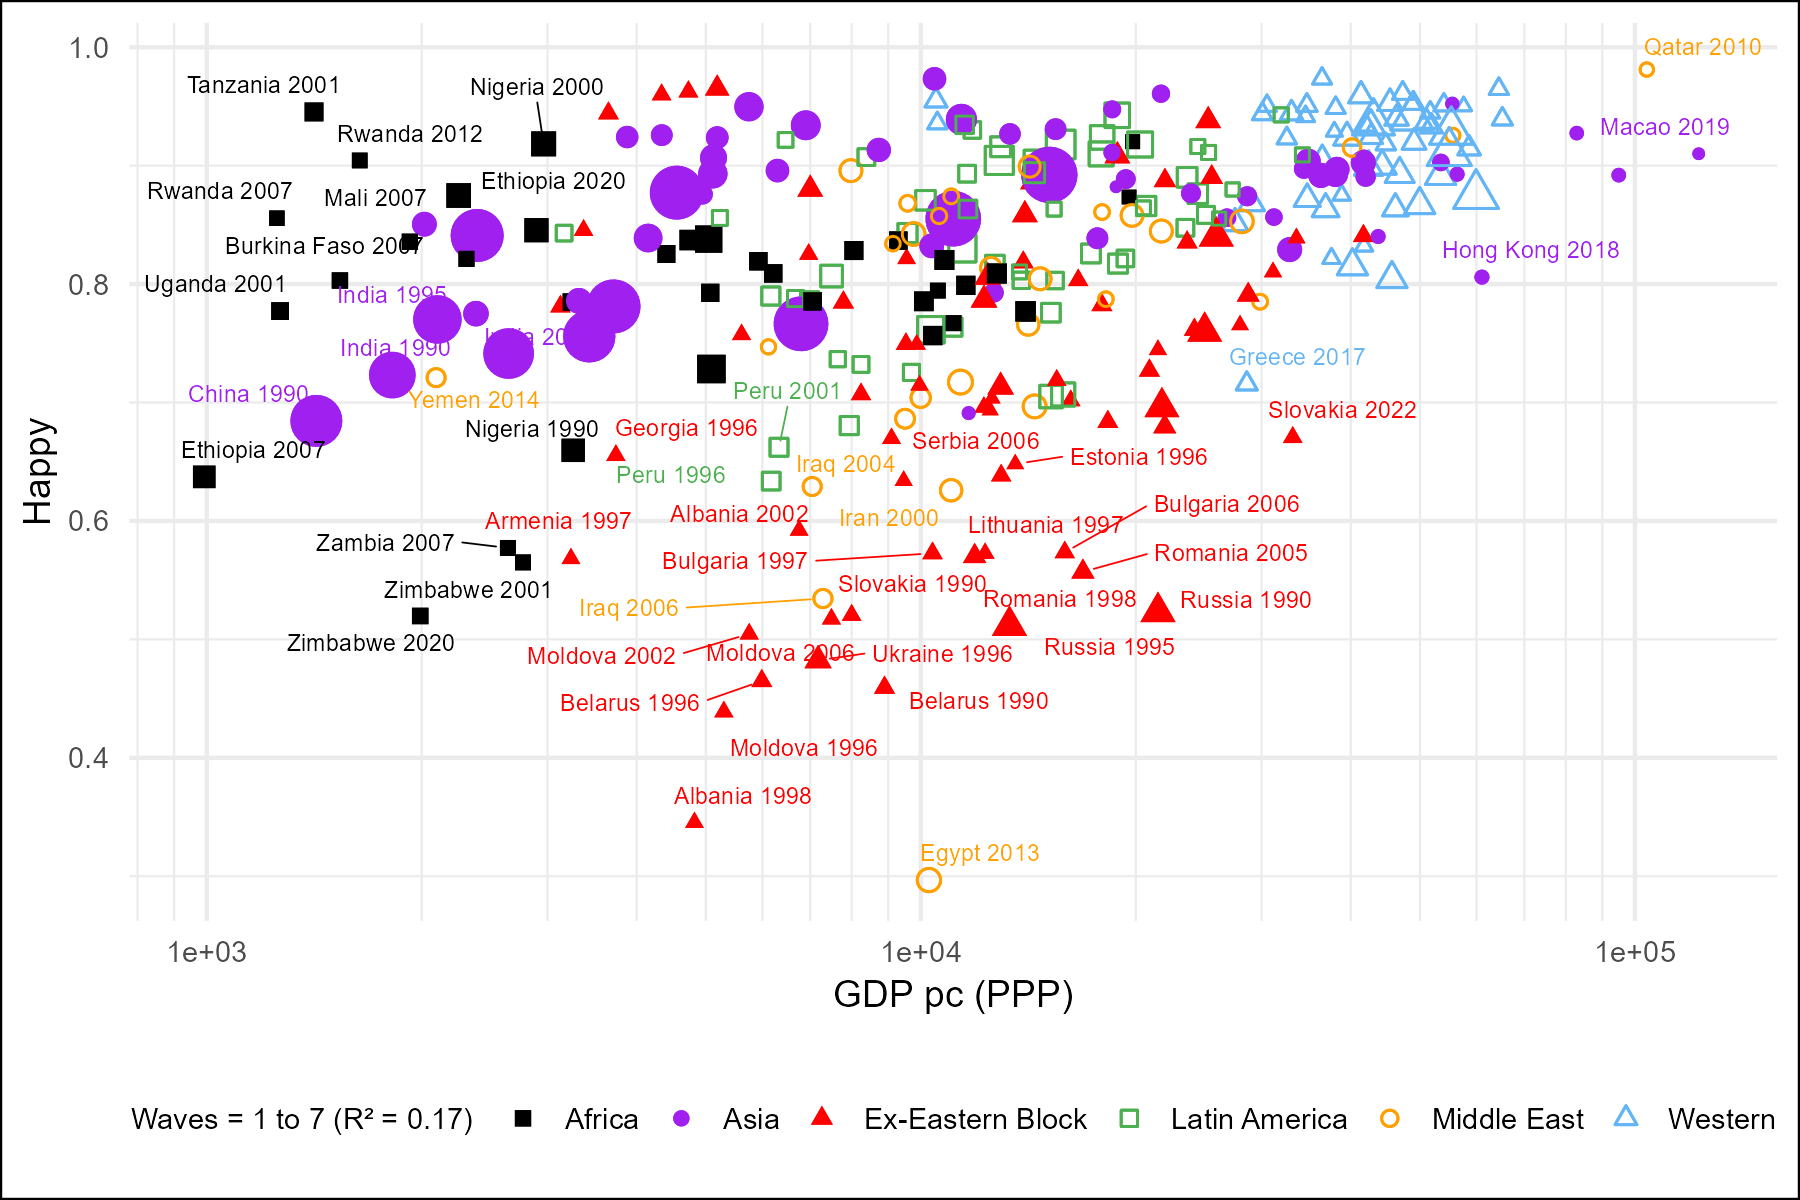 1.0
Qatar 2010
Tanzania 2001
Nigeria 2000
Rwanda 2012
Macao 2019
Ethiopia 2020
Rwanda 2007
Mali 2007
Burkina Faso 2007
Hong Kong 2018
Uganda 2001
0.8
India 1995
India 1990
Greece 2017
China 1990
Yemen 2014
Peru 2001
Slovakia 2022
Nigeria 1990
Georgia 1996
Serbia 2006
Ethiopia 2007
Estonia 1996
Iraq 2004
Peru 1996
Happy
0.6
Bulgaria 2006
Albania 2002
Iran 2000
Armenia 1997
Lithuania 1997
Zambia 2007
Romania 2005
Bulgaria 1997
Slovakia 1990
Zimbabwe 2001
Romania 1998
Russia 1990
Iraq 2006
Zimbabwe 2020
Russia 1995
Moldova 2002
Moldova 2006
Ukraine 1996
Belarus 1996
Belarus 1990
Moldova 1996
0.4
Albania 1998
Egypt 2013
1e+03
1e+04
1e+05
GDP pc (PPP)
Waves = 1 to 7 (R² = 0.17) Africa Asia Ex-Eastern Block Latin America Middle East Western